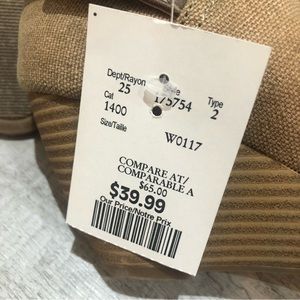 Dept/Rayon
25
175754
Type
2
Cat
1400
Size/Taille
W0117
COMPARE AT/
COMPARABLE A
$65.00
$39.99
Our Price/Notre Prix